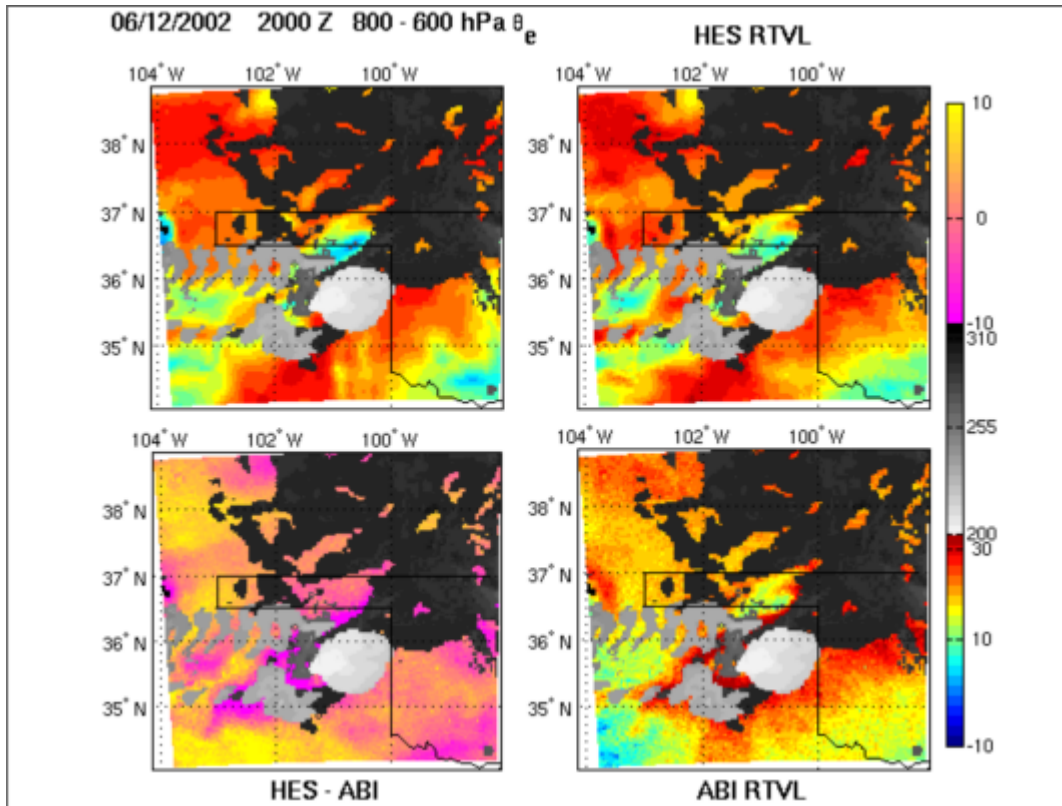 06/12/2002 2000 Z 800 - 600 hPa θe
HES RTVL
104° W 102° W 100° W
104° W 102° W 100° W
38° N
37° N
36° N
35° N
38° N
37° N
36° N
35° N
10
0
-10
310
255
200
30
10
-10
104° W 102° W 100° W
104° W 102° W 100° W
38° N
37° N
36° N
35° N
38° N
37° N
36° N
35° N
HES - ABI
ABI RTVL